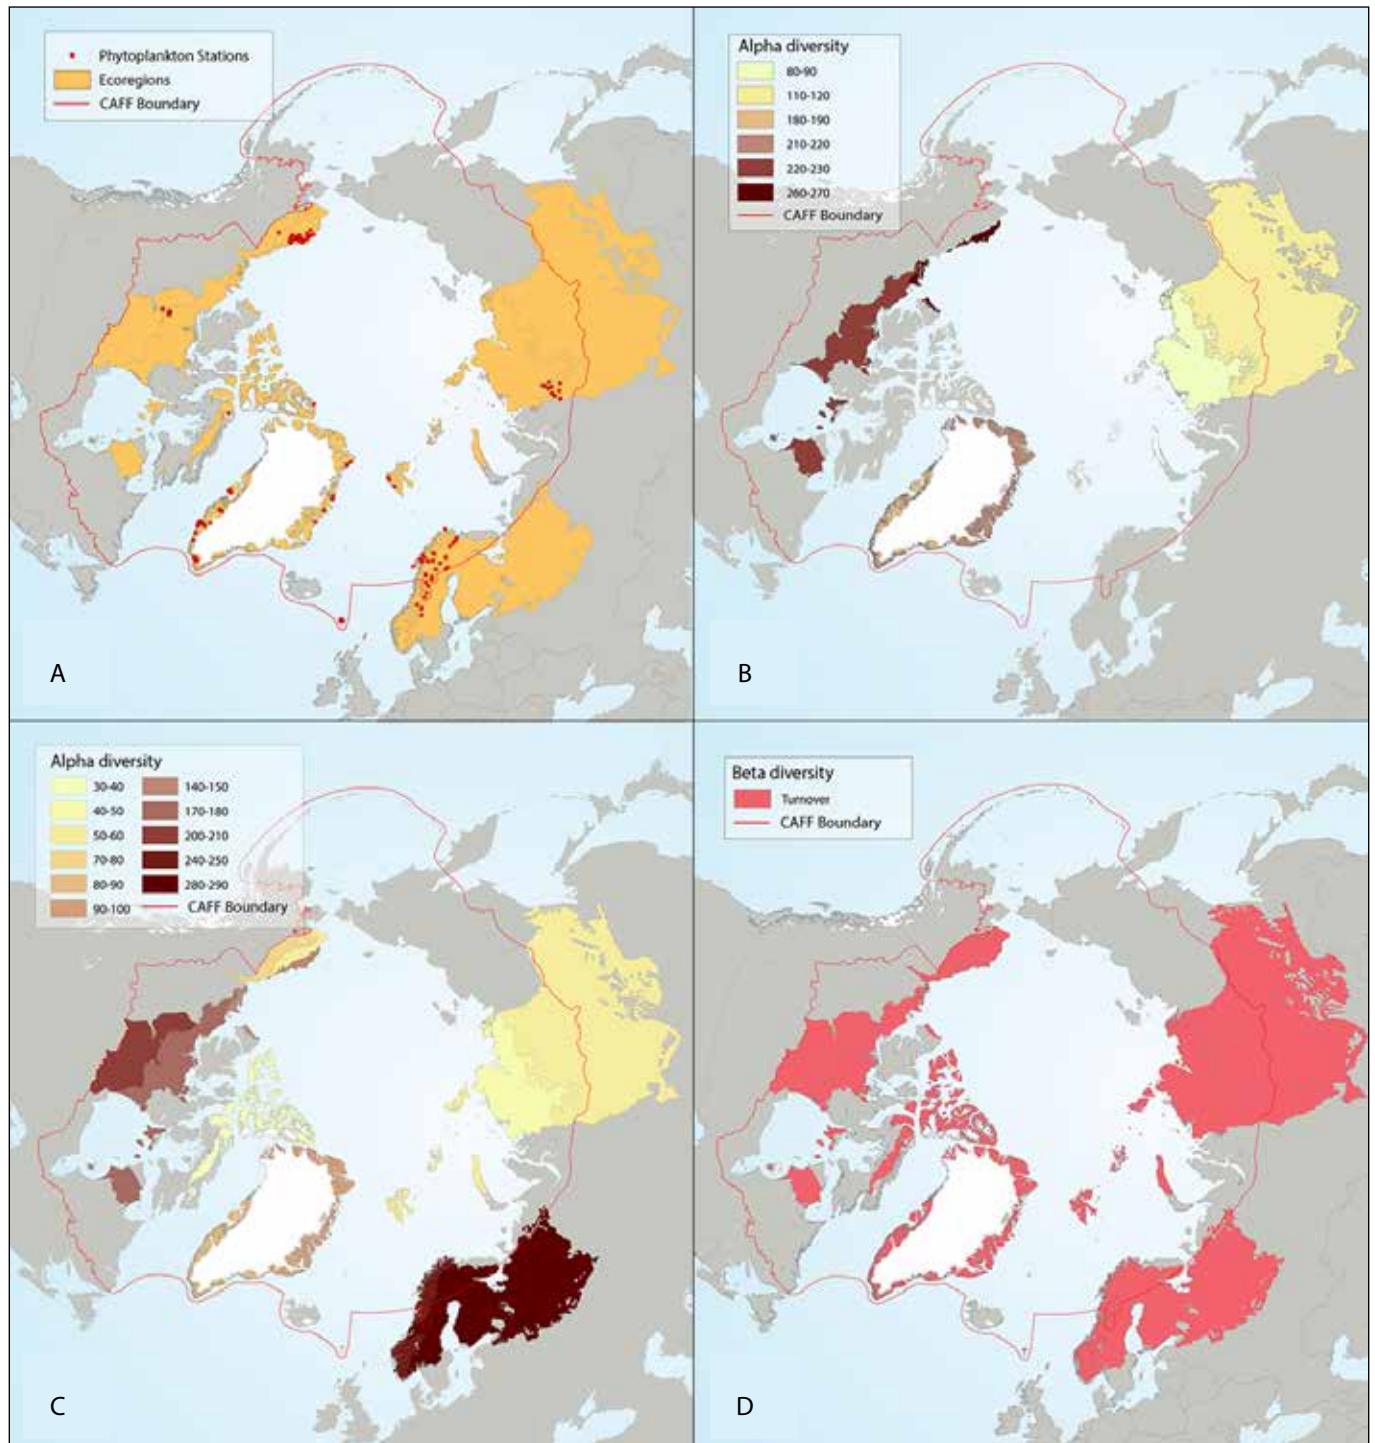 Phytoplankton Stations
Ecoregions
CAFF Boundary
A
Alpha diversity
80-90
110-120
180-190
210-220
220-230
260-270
CAFF Boundary
B
Alpha diversity
30-40
40-50
50-60
70-80
80-90
90-100
140-150
170-180
200-210
240-250
280-290
CAFF Boundary
C
Beta diversity
Turnover
CAFF Boundary
D